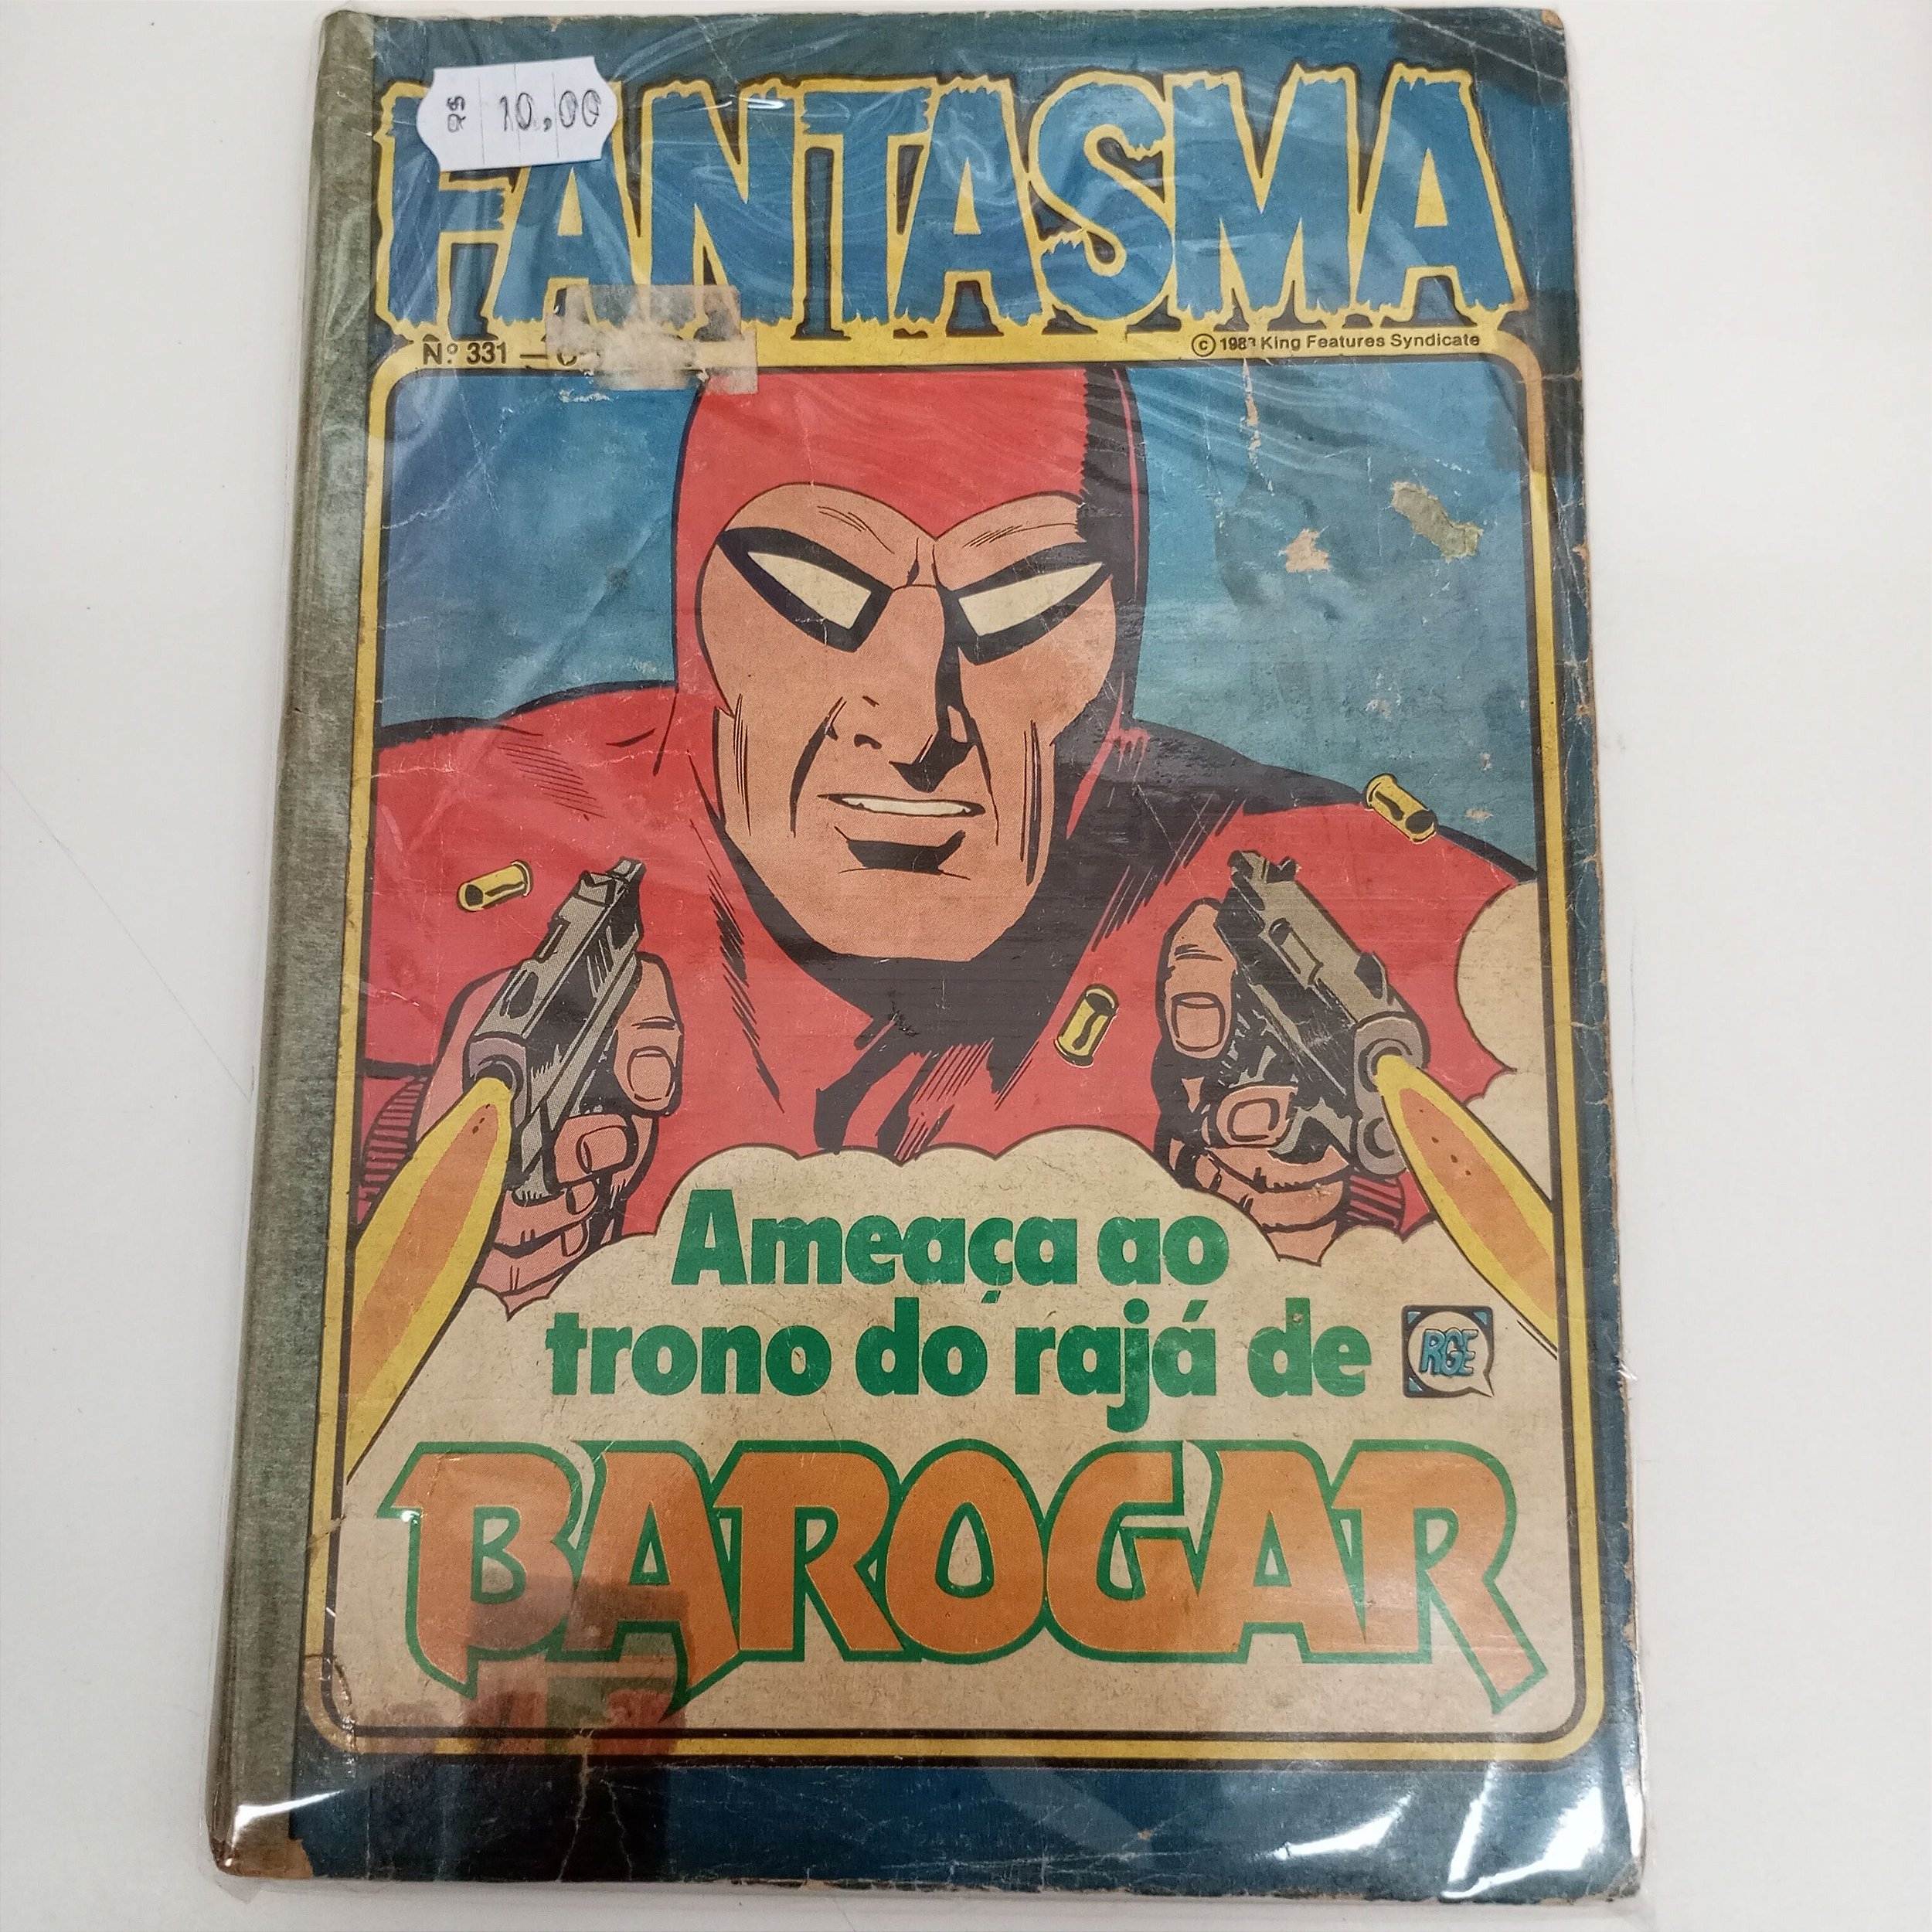 R$ 10,00
FANTASMA
Nº 331 —
© 1983 King Features Syndicate
Ameaça ao
trono do rajá de
RGE
BAROGAR